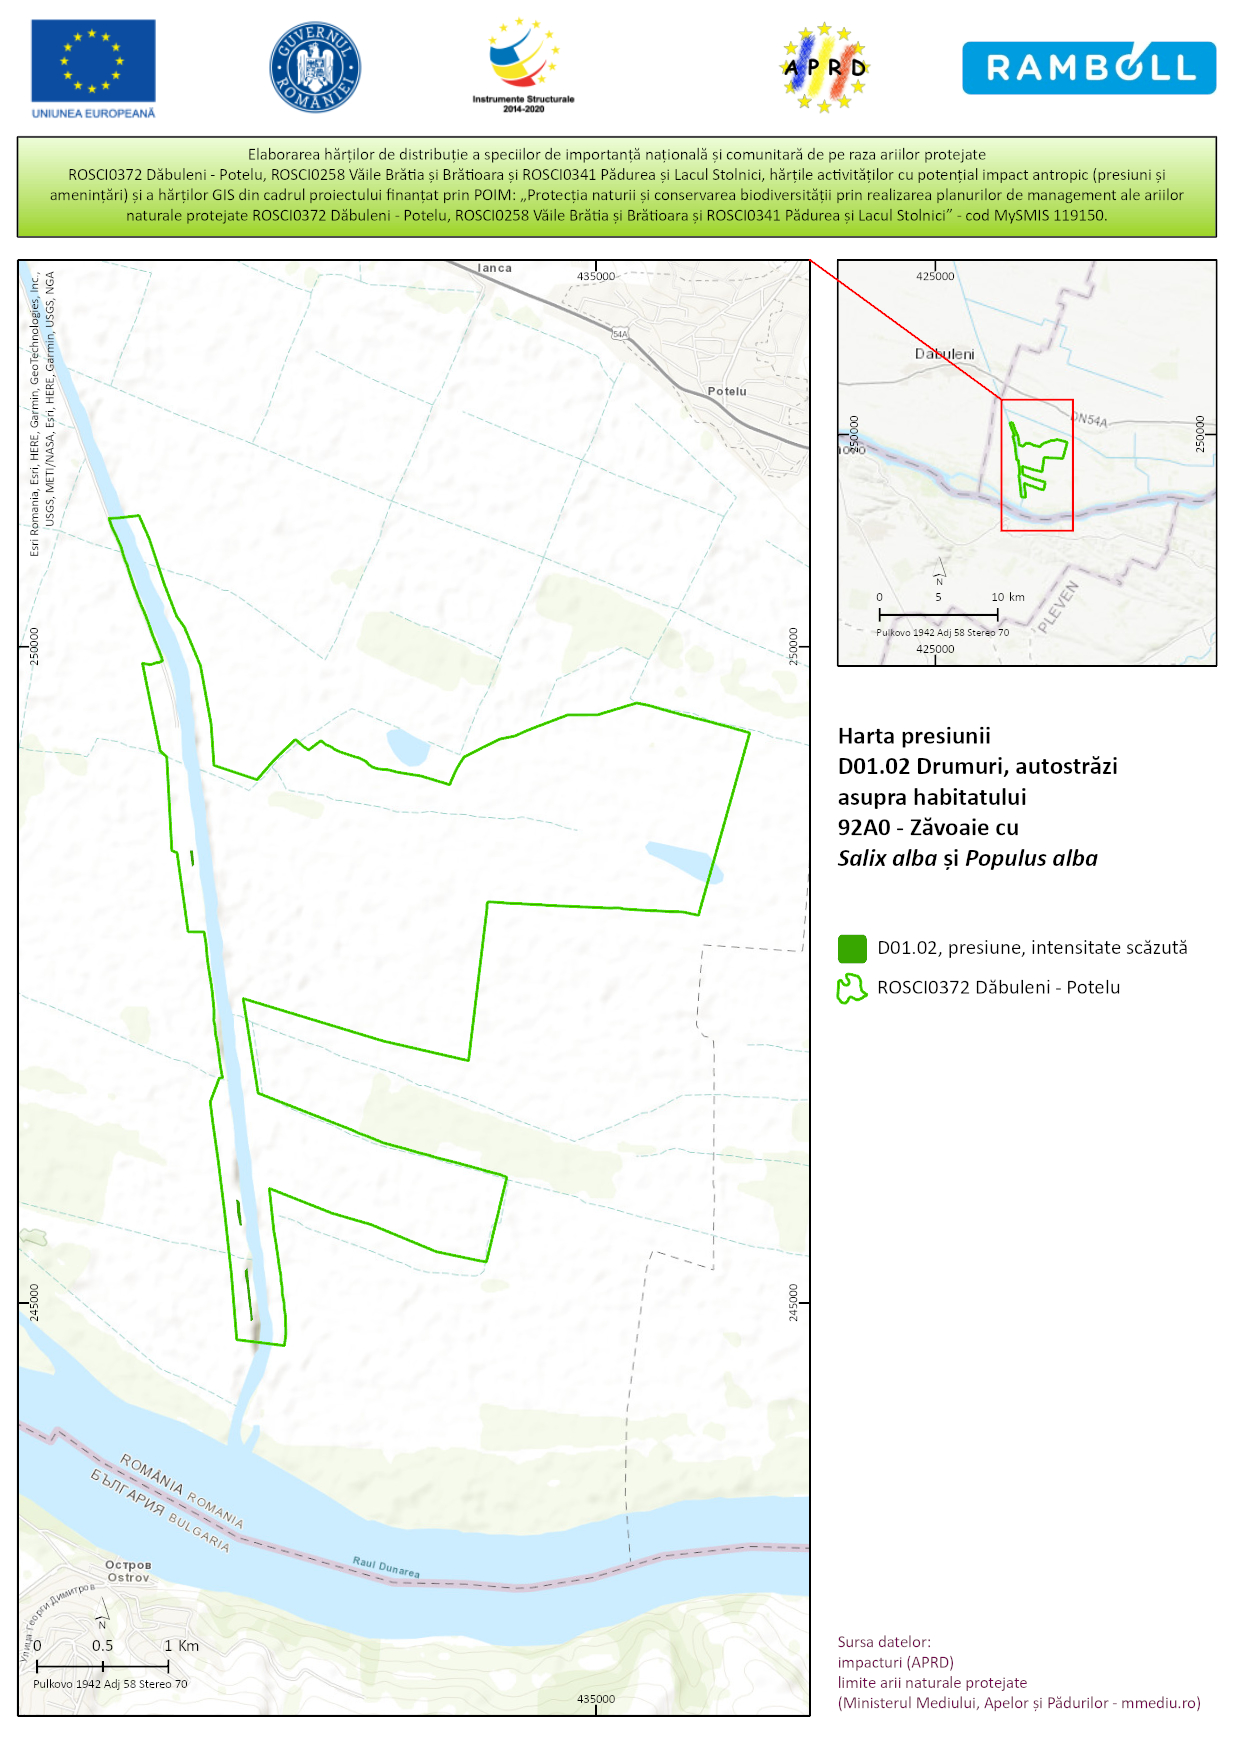 UNIUNEA EUROPEANĂ
GUVERNUL ROMÂNIEI
Instrumente Structurale
2014-2020
APRD
RAMBOLL
Elaborarea hărților de distribuție a speciilor de importanță națională și comunitară de pe raza ariilor protejate
ROSCI0372 Dăbuleni - Potelu, ROSCI0258 Văile Brătia și Brătioara și ROSCI0341 Pădurea și Lacul Stolnici, hărțile activităților cu potențial impact antropic (presiuni și
amenințări) și a hărților GIS din cadrul proiectului finanțat prin POIM: „Protecția naturii si conservarea biodiversității prin realizarea planurilor de management ale ariilor
naturale protejate ROSCI0372 Dăbuleni - Potelu, ROSCI0258 Văile Brătia și Brătioara și ROSCI0341 Pădurea și Lacul Stolnici” - cod MySMIS 119150.
Esri Romania, Esri, HERE, Garmin, GeoTechnologies, Inc.,
USGS, METI/NASA, Esri, HERE, Garmin, USGS, NGA
Ianca
435000
54A
Potelu
250000
250000
245000
245000
ROMÂNIA ROMANIA
БЪЛГАРИЯ BULGARIA
Raul Dunarea
Остров
Ostrov
Улица Георги Димитров
N
0 0.5 1 Km
Pulkovo 1942 Adj 58 Stereo 70
435000
425000
Dabuleni
DN54A
250000
250000
PLEVEN
N
0 5 10 km
Pulkovo 1942 Adj 58 Stereo 70
425000
Harta presiunii
D01.02 Drumuri, autostrăzi
asupra habitatului
92A0 - Zăvoaie cu
Salix alba și Populus alba
D01.02, presiune, intensitate scăzută
ROSCI0372 Dăbuleni - Potelu
Sursa datelor:
impacturi (APRD)
limite arii naturale protejate
(Ministerul Mediului, Apelor și Pădurilor - mmediu.ro)